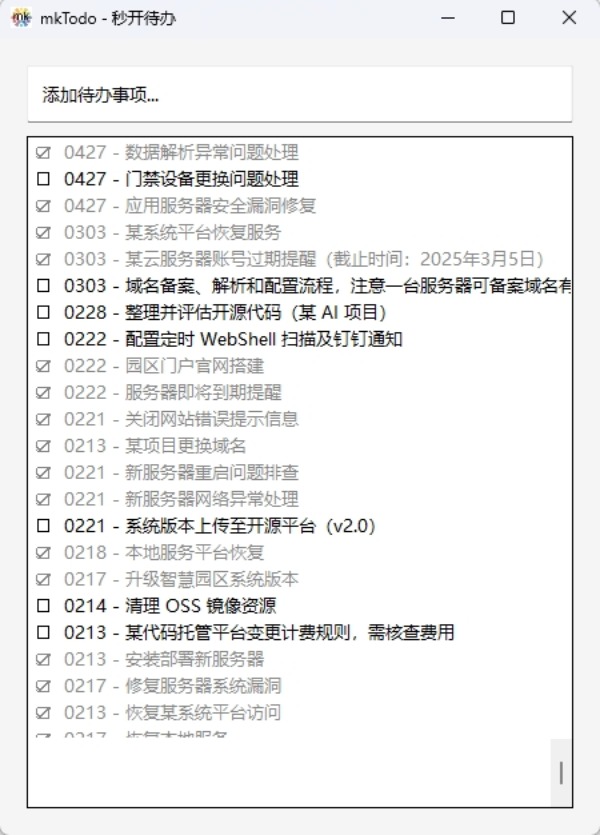 mk mkTodo - 秒开待办
添加待办事项...
0427 - 数据解析异常问题处理
0427 - 门禁设备更换问题处理
0427 - 应用服务器安全漏洞修复
0303 - 某系统平台恢复服务
0303 - 某云服务器账号过期提醒（截止时间：2025年3月5日）
0303 - 域名备案、解析和配置流程，注意一台服务器可备案域名有
0228 - 整理并评估开源代码（某 AI 项目）
0222 - 配置定时 WebShell 扫描及钉钉通知
0222 - 园区门户官网搭建
0222 - 服务器即将到期提醒
0221 - 关闭网站错误提示信息
0213 - 某项目更换域名
0221 - 新服务器重启问题排查
0221 - 新服务器网络异常处理
0221 - 系统版本上传至开源平台（v2.0）
0218 - 本地服务平台恢复
0217 - 升级智慧园区系统版本
0214 - 清理 OSS 镜像资源
0213 - 某代码托管平台变更计费规则，需核查费用
0213 - 安装部署新服务器
0217 - 修复服务器系统漏洞
0213 - 恢复某系统平台访问
0217 - 恢复本地服务